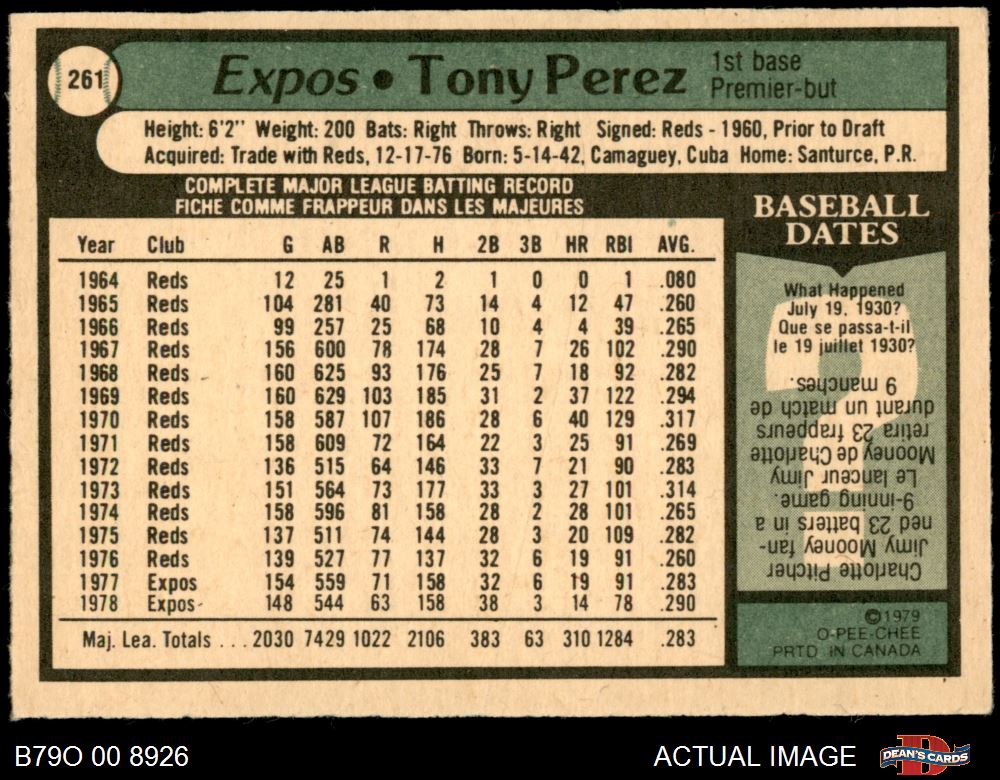 261
Expos • Tony Perez
1st base
Premier-but
Height: 6'2'' Weight: 200 Bats: Right Throws: Right Signed: Reds - 1960, Prior to Draft
Acquired: Trade with Reds, 12-17-76 Born: 5-14-42, Camaguey, Cuba Home: Santurce, P.R.
COMPLETE MAJOR LEAGUE BATTING RECORD
FICHE COMME FRAPPEUR DANS LES MAJEURES
Year Club G AB R H 2B 3B HR RBI AVG.
1964 Reds 12 25 1 2 1 0 0 1 .080
1965 Reds 104 281 40 73 14 4 12 47 .260
1966 Reds 99 257 25 68 10 4 4 39 .265
1967 Reds 156 600 78 174 28 7 26 102 .290
1968 Reds 160 625 93 176 25 7 18 92 .282
1969 Reds 160 629 103 185 31 2 37 122 .294
1970 Reds 158 587 107 186 28 6 40 129 .317
1971 Reds 158 609 72 164 22 3 25 91 .269
1972 Reds 136 515 64 146 33 7 21 90 .283
1973 Reds 151 564 73 177 33 3 27 101 .314
1974 Reds 158 596 81 158 28 2 28 101 .265
1975 Reds 137 511 74 144 28 3 20 109 .282
1976 Reds 139 527 77 137 32 6 19 91 .260
1977 Expos 154 559 71 158 32 6 19 91 .283
1978 Expos 148 544 63 158 38 3 14 78 .290
Maj. Lea. Totals ... 2030 7429 1022 2106 383 63 310 1284 .283
BASEBALL
DATES
What Happened
July 19, 1930?
Que se passa-t-il
le 19 juillet 1930?
Charlotte Pitcher
Jimy Mooney fan-
ned 23 batters in a
9-inning game.
Le lanceur Jimy
Mooney de Charlotte
retira 23 frappeurs
durant un match de
9 manches.
©1979
O-PEE-CHEE
PRTD IN CANADA
B79O 00 8926
ACTUAL IMAGE
DEAN'S CARDS